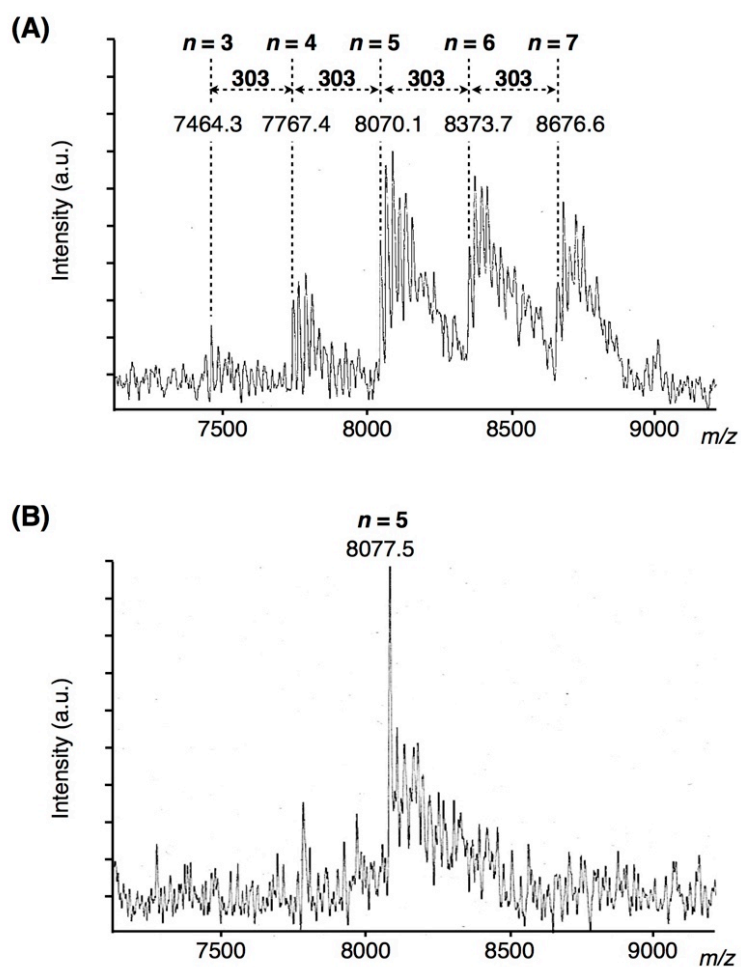 (A)
n = 3 n = 4 n = 5 n = 6 n = 7
303 303 303 303
7464.3 7767.4 8070.1 8373.7 8676.6
Intensity (a.u.)
7500 8000 8500 9000 m/z
(B)
n = 5
8077.5
Intensity (a.u.)
7500 8000 8500 9000 m/z